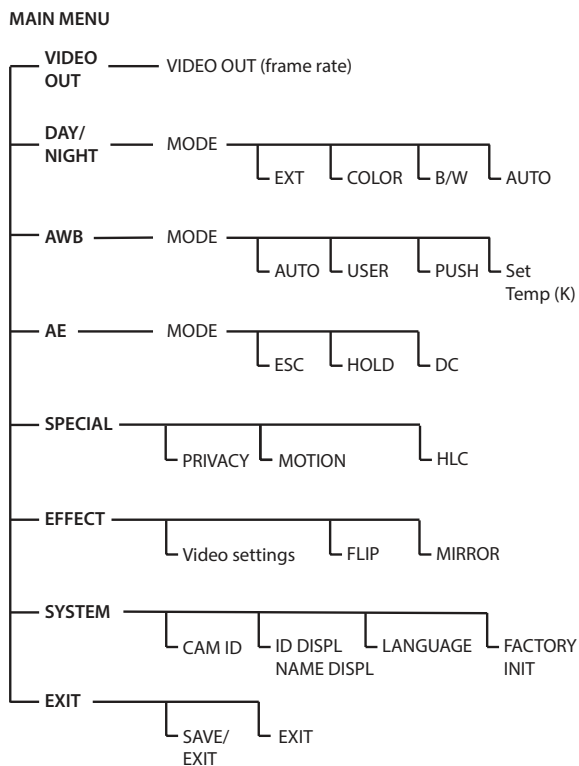 MAIN MENU
VIDEO
OUT
VIDEO OUT (frame rate)
DAY/
NIGHT
MODE
EXT
COLOR
B/W
AUTO
AWB
MODE
AUTO
USER
PUSH
Set
Temp (K)
AE
MODE
ESC
HOLD
DC
SPECIAL
PRIVACY
MOTION
HLC
EFFECT
Video settings
FLIP
MIRROR
SYSTEM
CAM ID
ID DISPL
NAME DISPL
LANGUAGE
FACTORY
INIT
EXIT
SAVE/
EXIT
EXIT